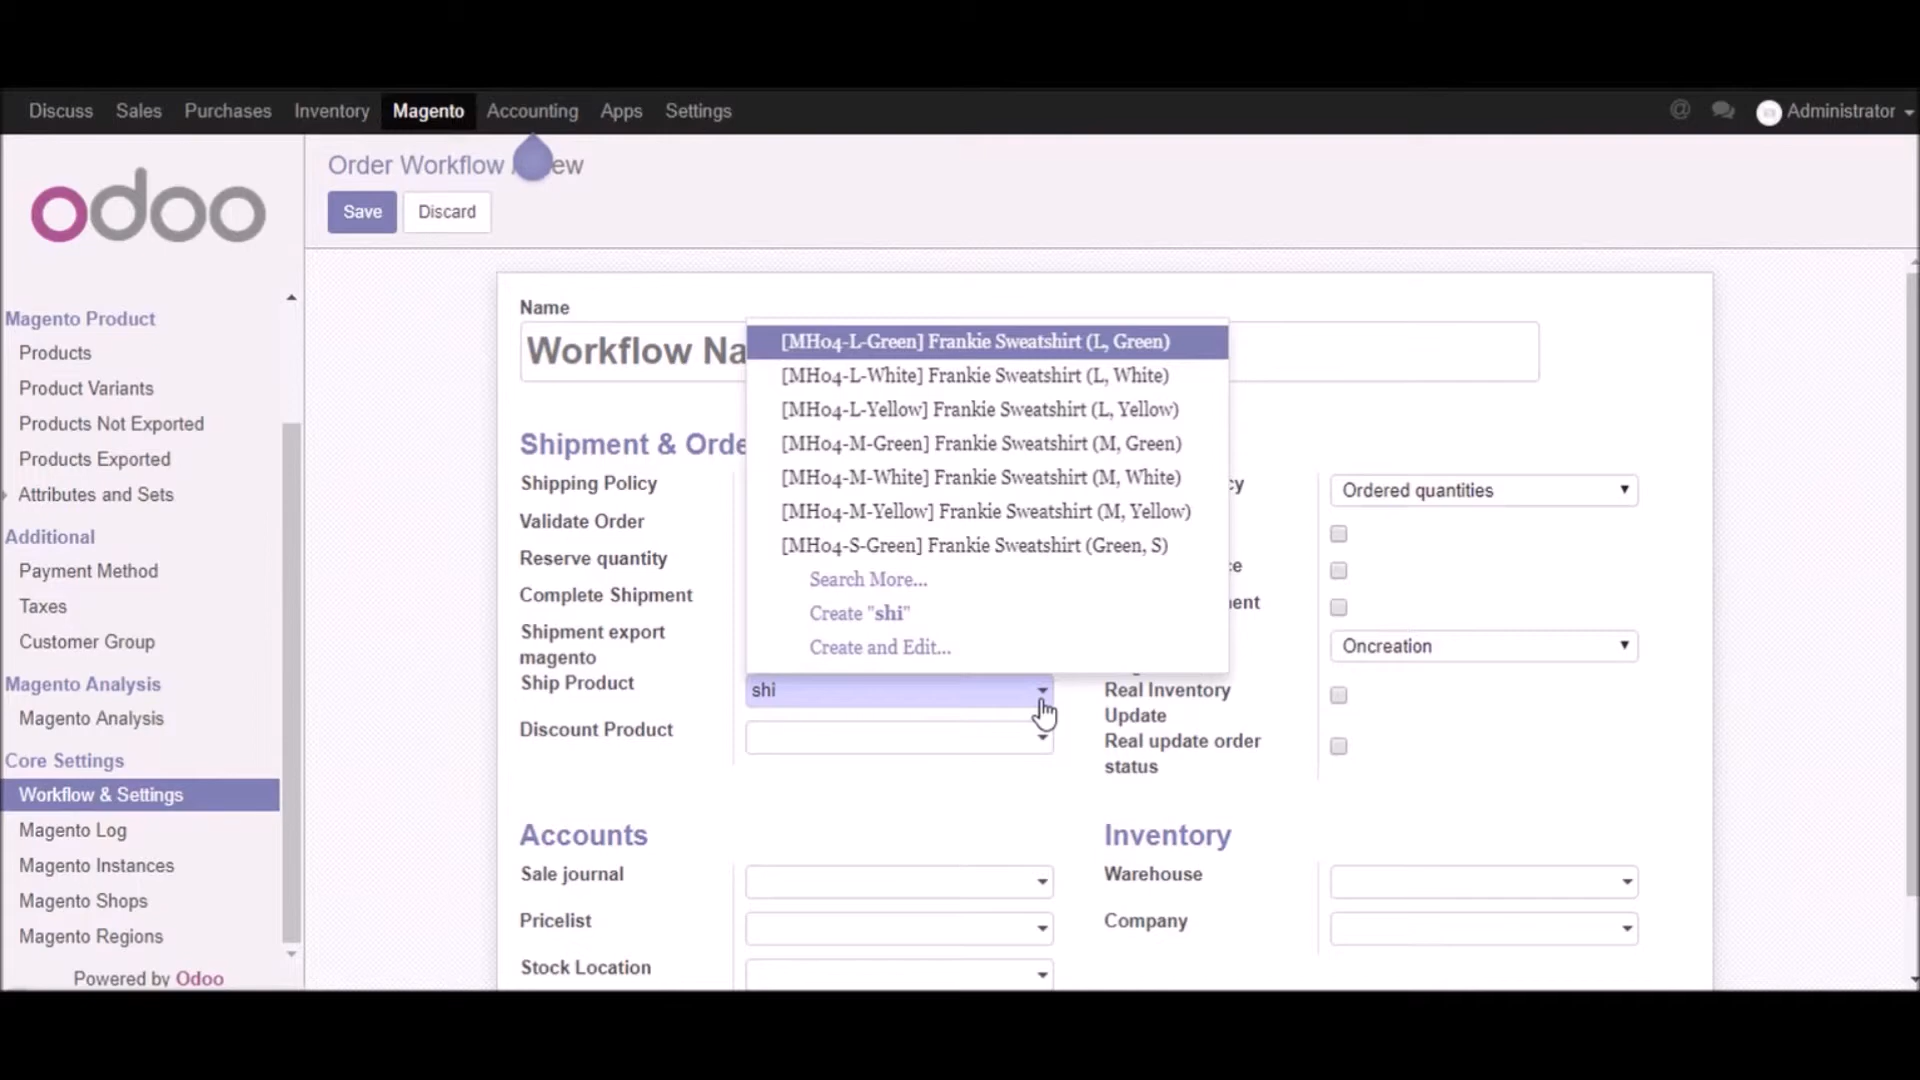 Discuss Sales Purchases Inventory Magento Accounting Apps Settings @ Administrator
odoo
Order Workflow ew
Save Discard
Magento Product
Products
Product Variants
Products Not Exported
Products Exported
Attributes and Sets
Additional
Payment Method
Taxes
Customer Group
Magento Analysis
Magento Analysis
Core Settings
Workflow & Settings
Magento Log
Magento Instances
Magento Shops
Magento Regions
Powered by Odoo
Name
Workflow Na
Shipment & Orde
Shipping Policy
Validate Order
Reserve quantity
Complete Shipment
Shipment export
magento
Ship Product
shi
Discount Product
[MH04-L-Green] Frankie Sweatshirt (L, Green)
[MH04-L-White] Frankie Sweatshirt (L, White)
[MH04-L-Yellow] Frankie Sweatshirt (L, Yellow)
[MH04-M-Green] Frankie Sweatshirt (M, Green)
[MH04-M-White] Frankie Sweatshirt (M, White)
[MH04-M-Yellow] Frankie Sweatshirt (M, Yellow)
[MH04-S-Green] Frankie Sweatshirt (Green, S)
Search More...
Create "shi"
Create and Edit...
cy
Ordered quantities
ce
ent
Oncreation
Real Inventory
Update
Real update order
status
Accounts
Sale journal
Pricelist
Stock Location
Inventory
Warehouse
Company